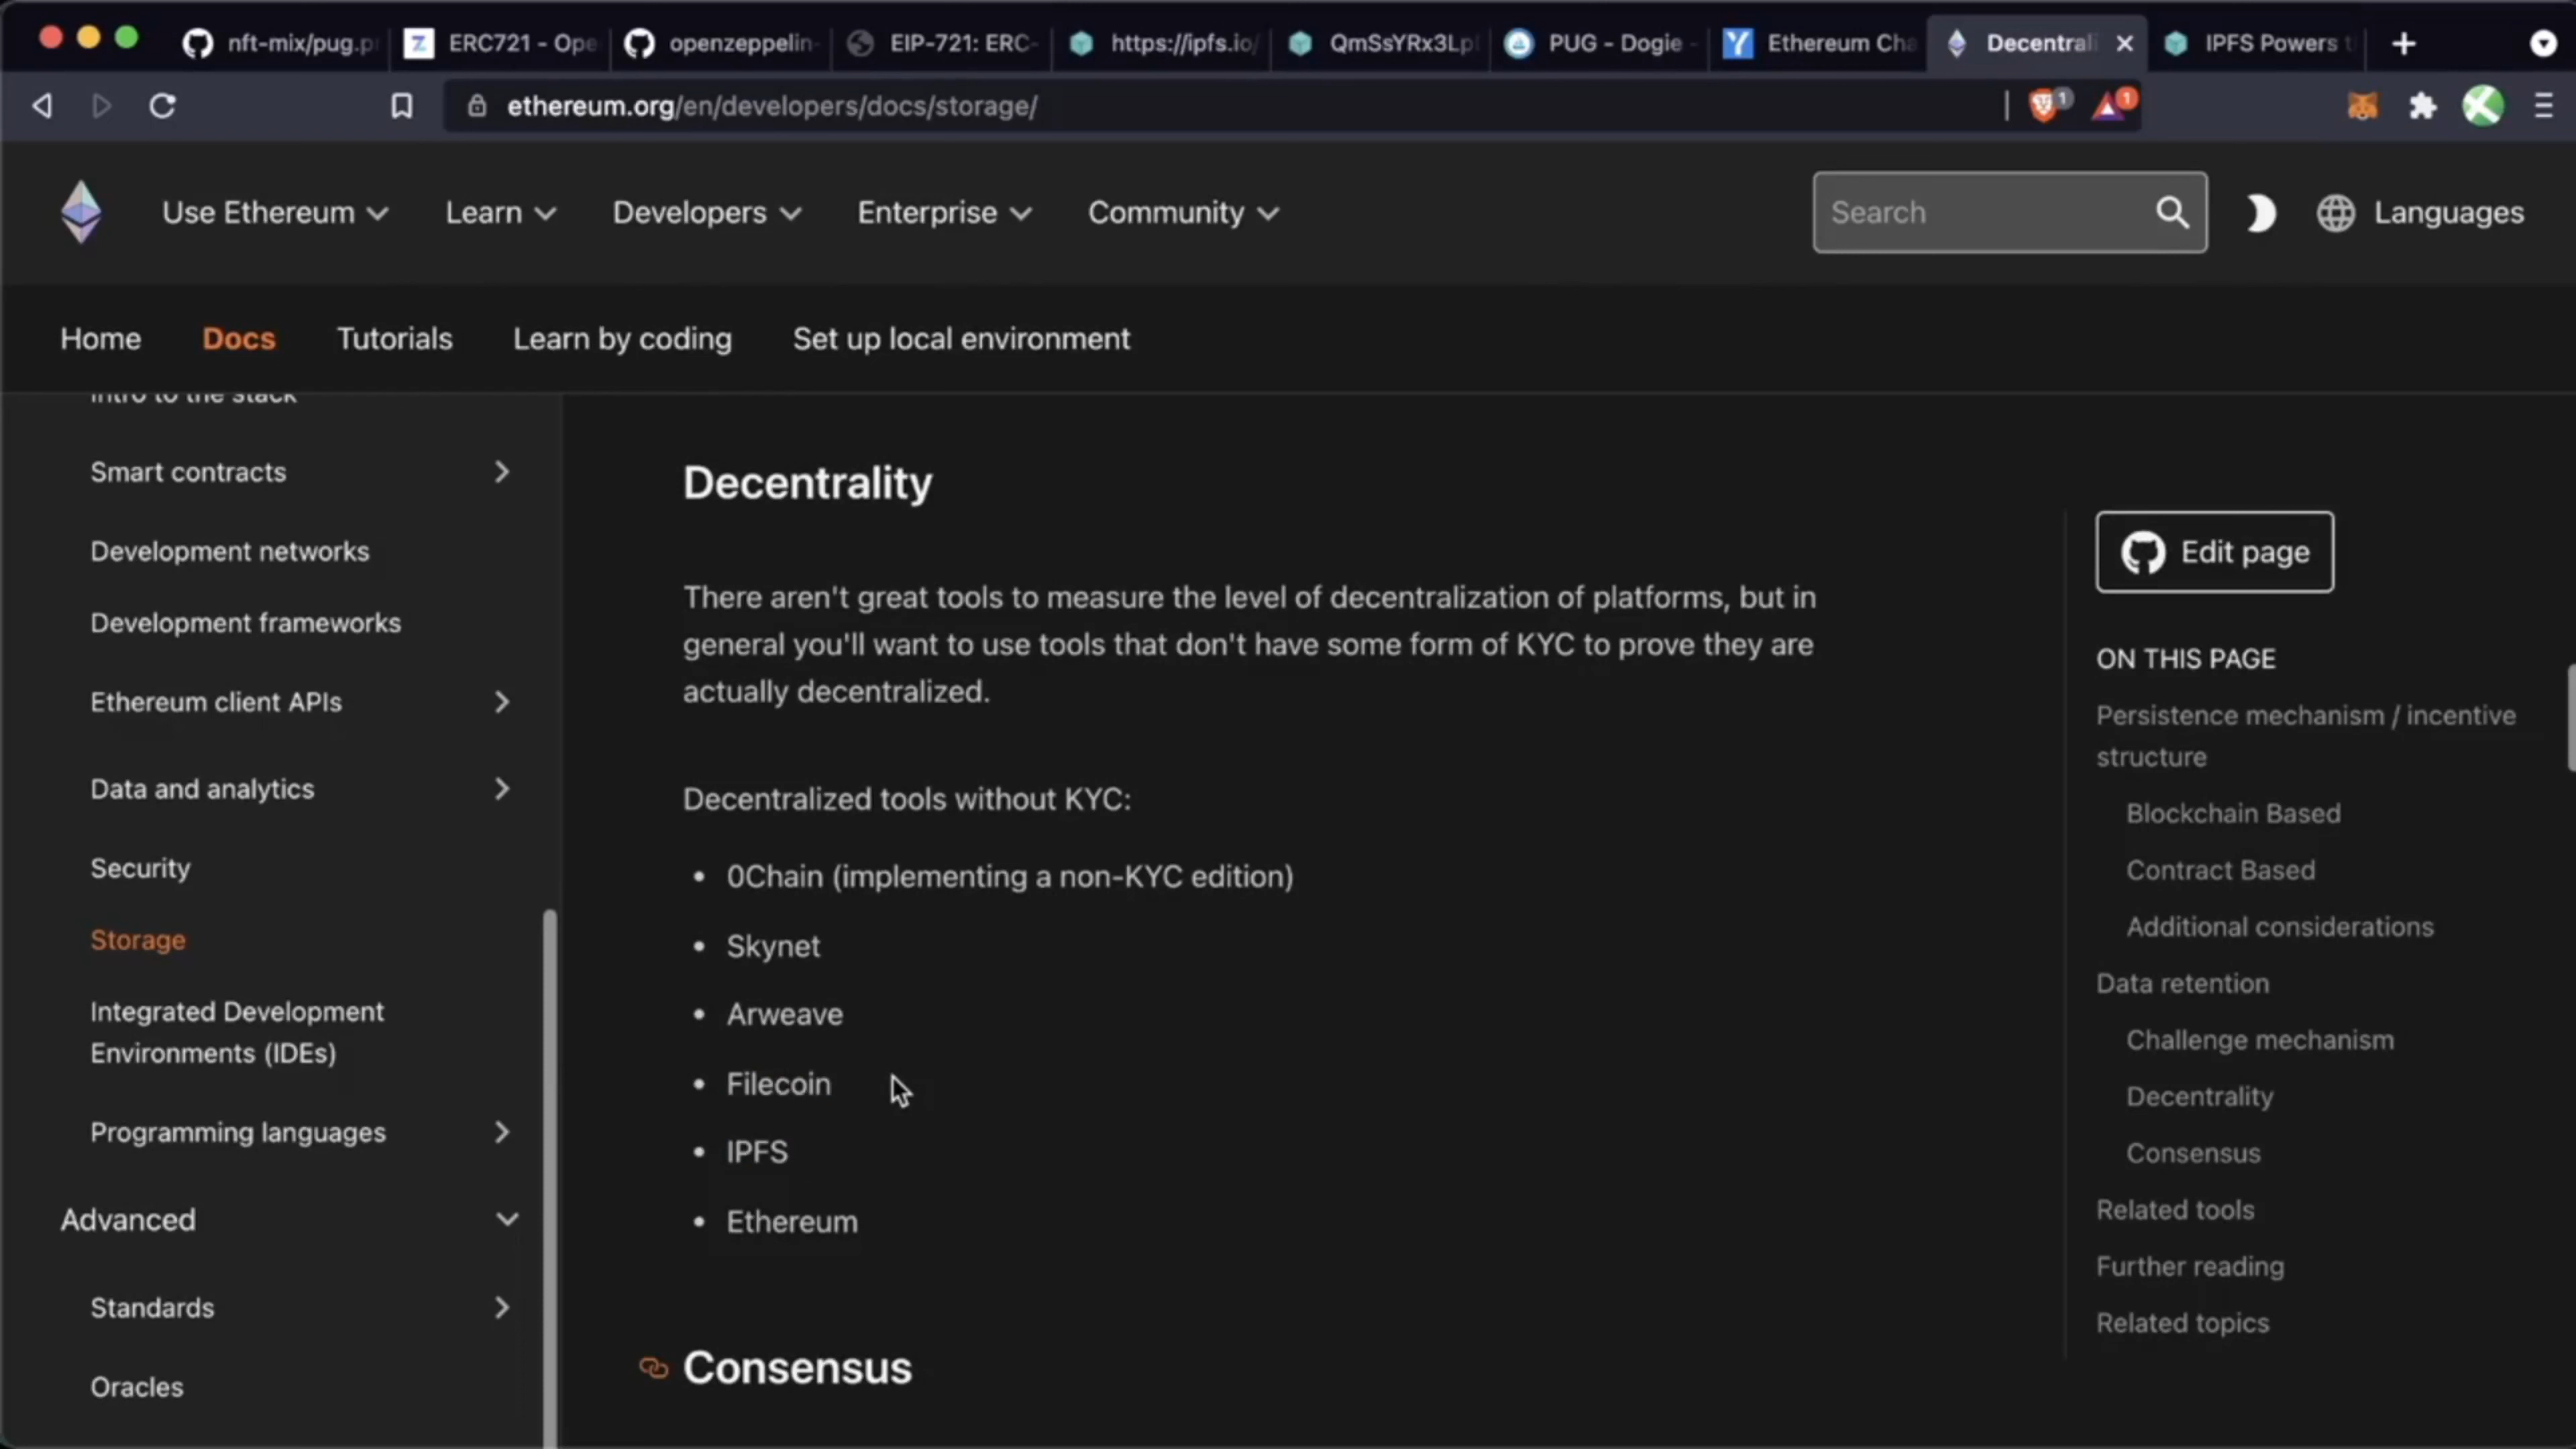 nft-mix/pug.p
ERC721 - Ope
openzeppelin-
EIP-721: ERC-
https://ipfs.io/
QmSsYRx3Lp
PUG - Dogie -
Ethereum Cha
Decentrali
IPFS Powers t
ethereum.org/en/developers/docs/storage/
1
1
Use Ethereum
Learn
Developers
Enterprise
Community
Search
Languages
Home
Docs
Tutorials
Learn by coding
Set up local environment
Intro to the stack
Smart contracts
Development networks
Development frameworks
Ethereum client APIs
Data and analytics
Security
Storage
Integrated Development
Environments (IDEs)
Programming languages
Advanced
Standards
Oracles
Decentrality
There aren't great tools to measure the level of decentralization of platforms, but in
general you'll want to use tools that don't have some form of KYC to prove they are
actually decentralized.
Decentralized tools without KYC:
• 0Chain (implementing a non-KYC edition)
• Skynet
• Arweave
• Filecoin
• IPFS
• Ethereum
Consensus
Edit page
ON THIS PAGE
Persistence mechanism / incentive
structure
Blockchain Based
Contract Based
Additional considerations
Data retention
Challenge mechanism
Decentrality
Consensus
Related tools
Further reading
Related topics